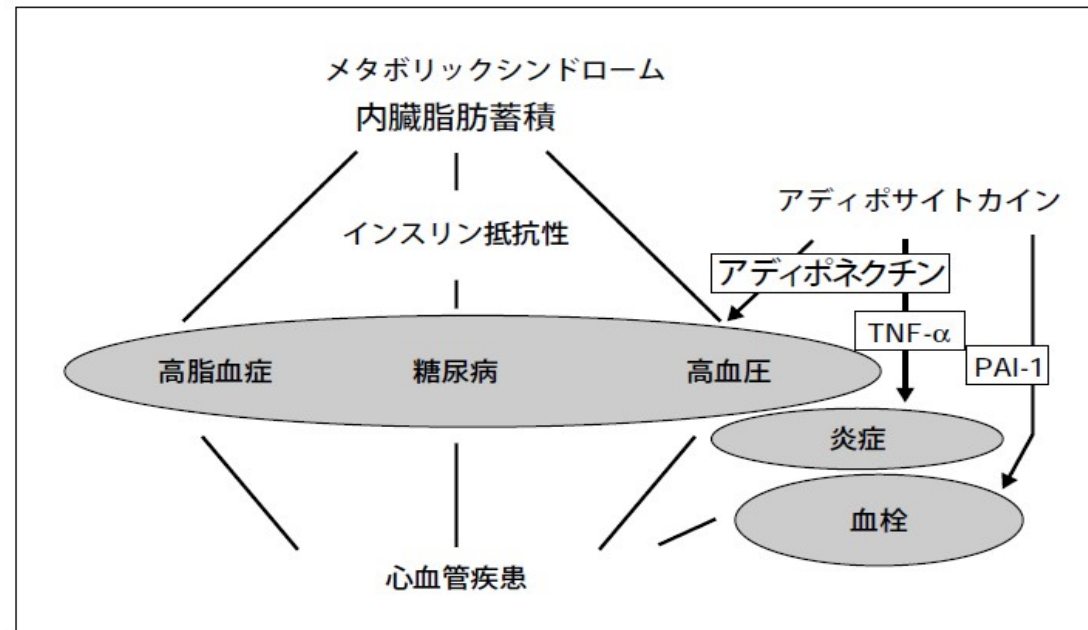 メタボリックシンドローム
内臓脂肪蓄積
アディポサイトカイン
インスリン抵抗性
アディポネクチン
TNF-α
PAI-1
高脂血症
糖尿病
高血圧
炎症
血栓
心血管疾患